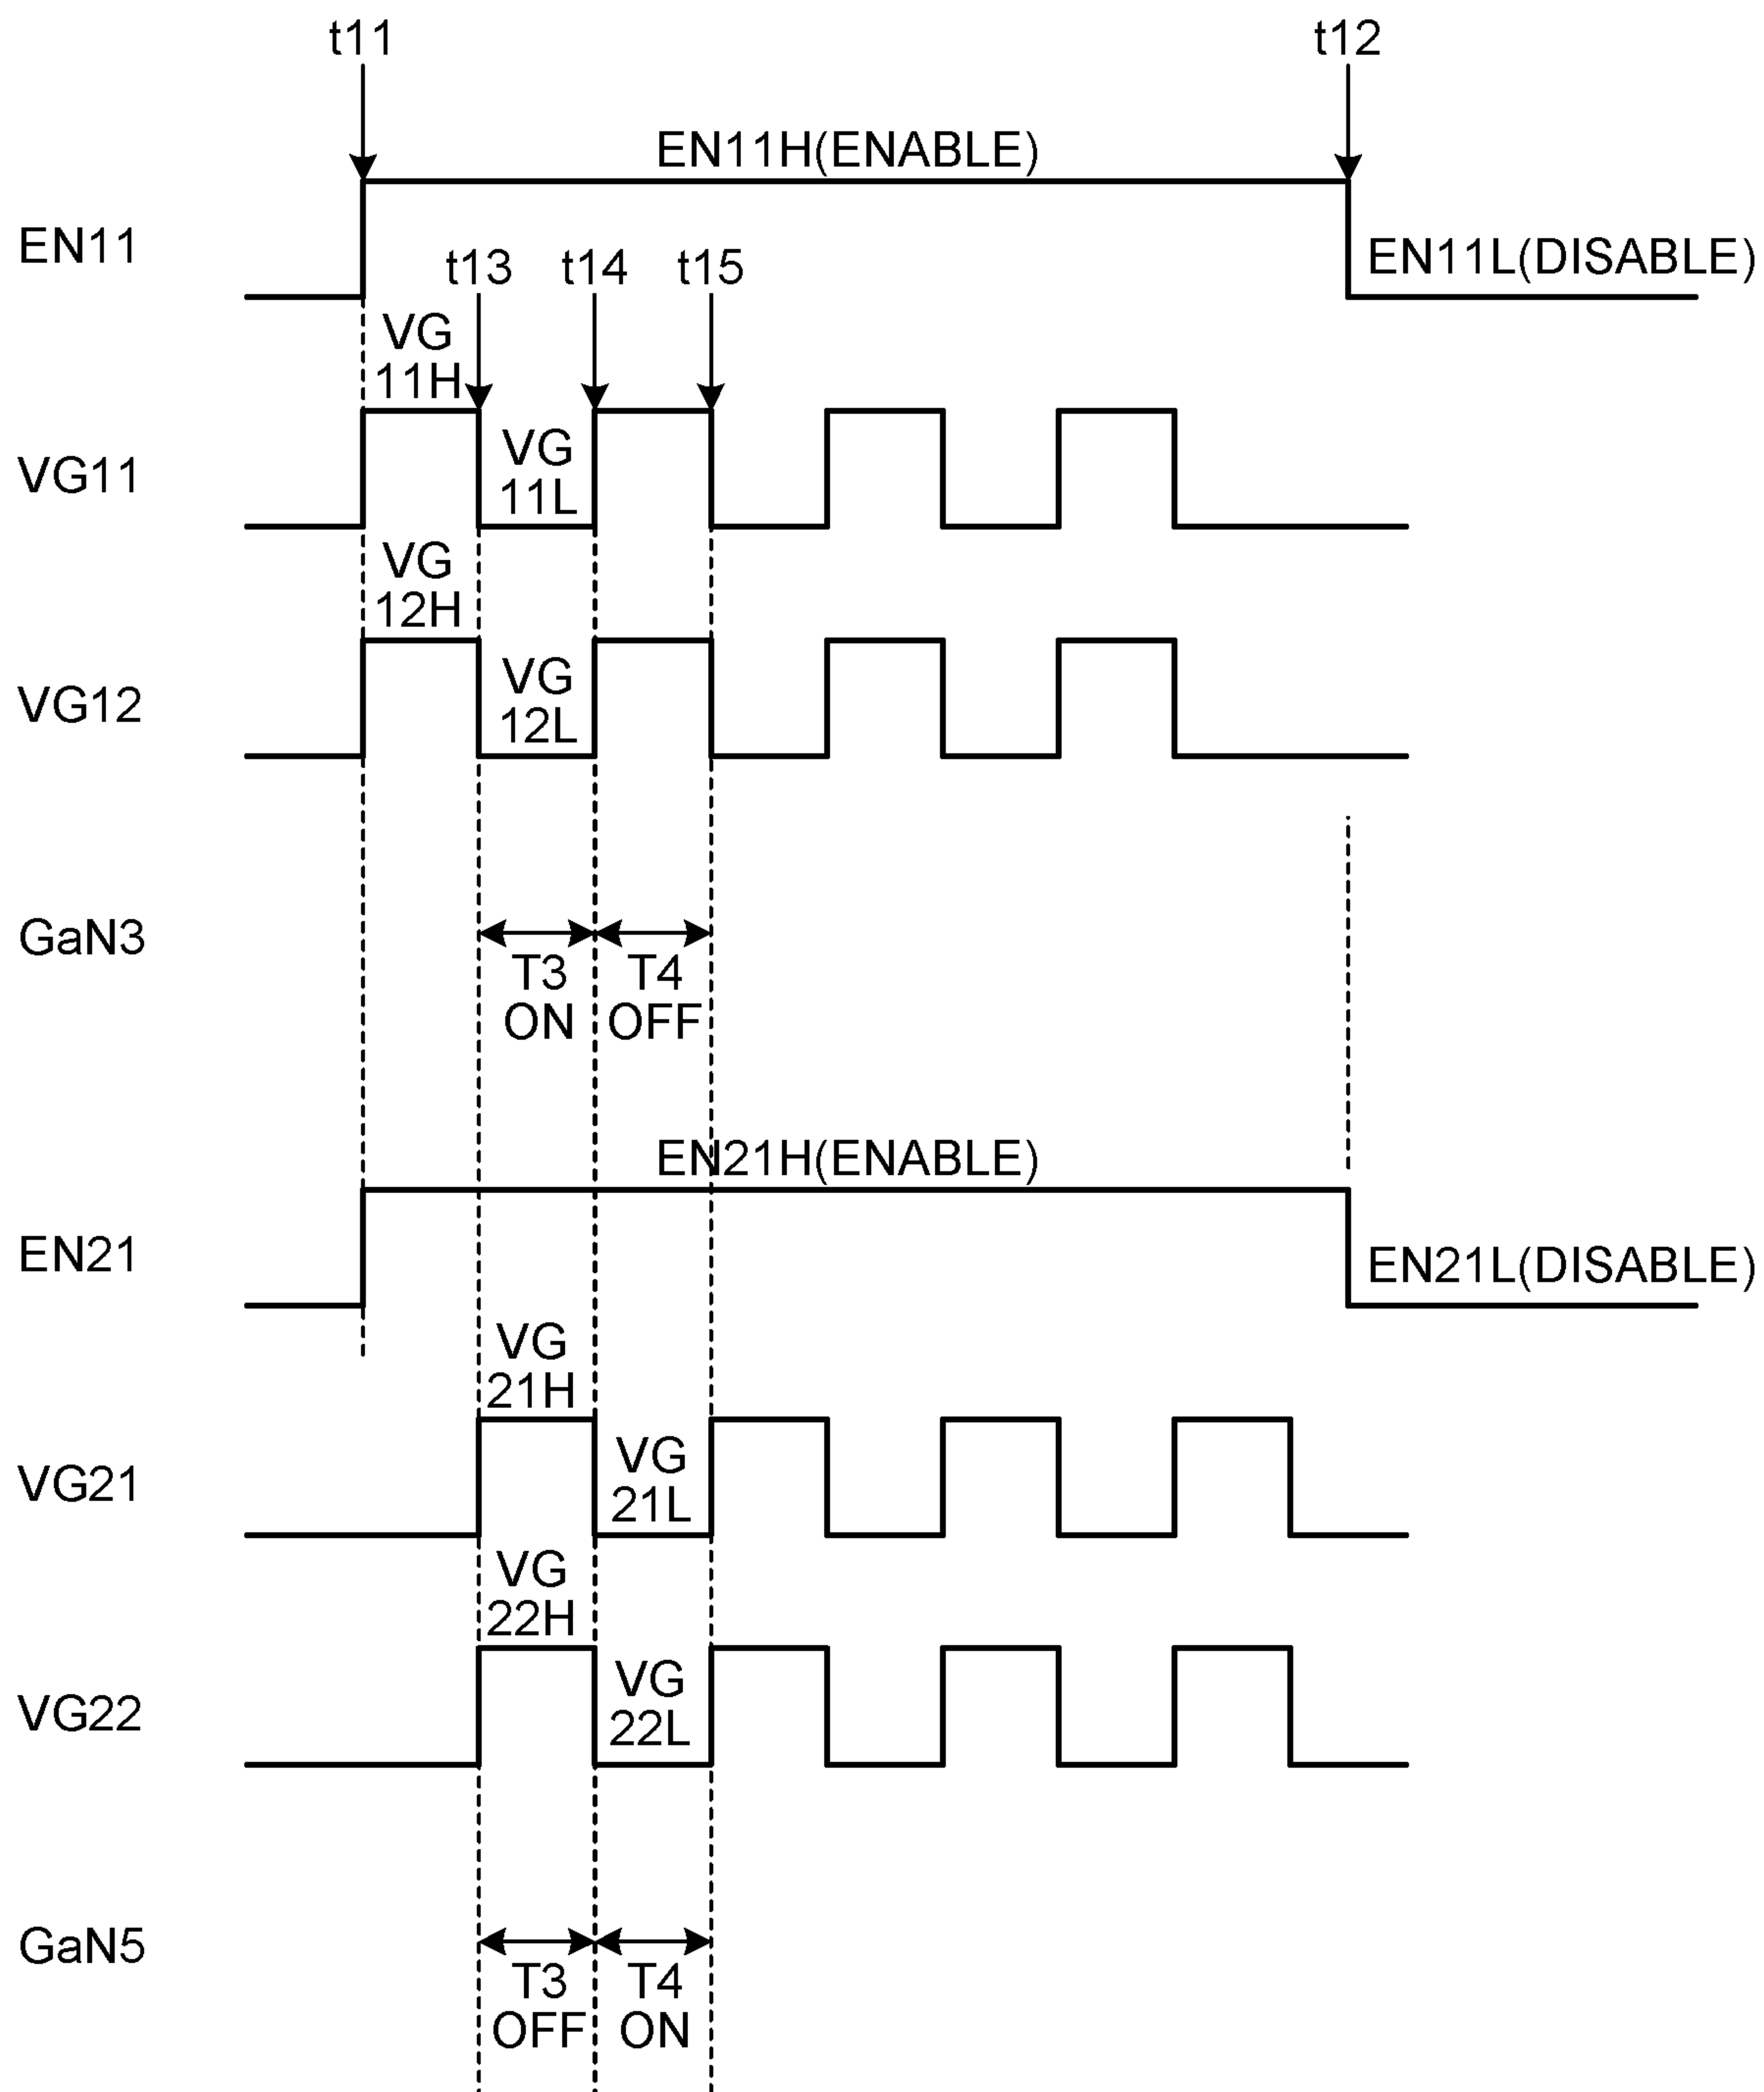 t11
t12
EN11H(ENABLE)
EN11
EN11L(DISABLE)
t13
t14
t15
VG
11H
VG
11L
VG11
VG
12H
VG
12L
VG12
GaN3
T3
ON
T4
OFF
EN21H(ENABLE)
EN21
EN21L(DISABLE)
VG
21H
VG
21L
VG21
VG
22H
VG
22L
VG22
GaN5
T3
OFF
T4
ON